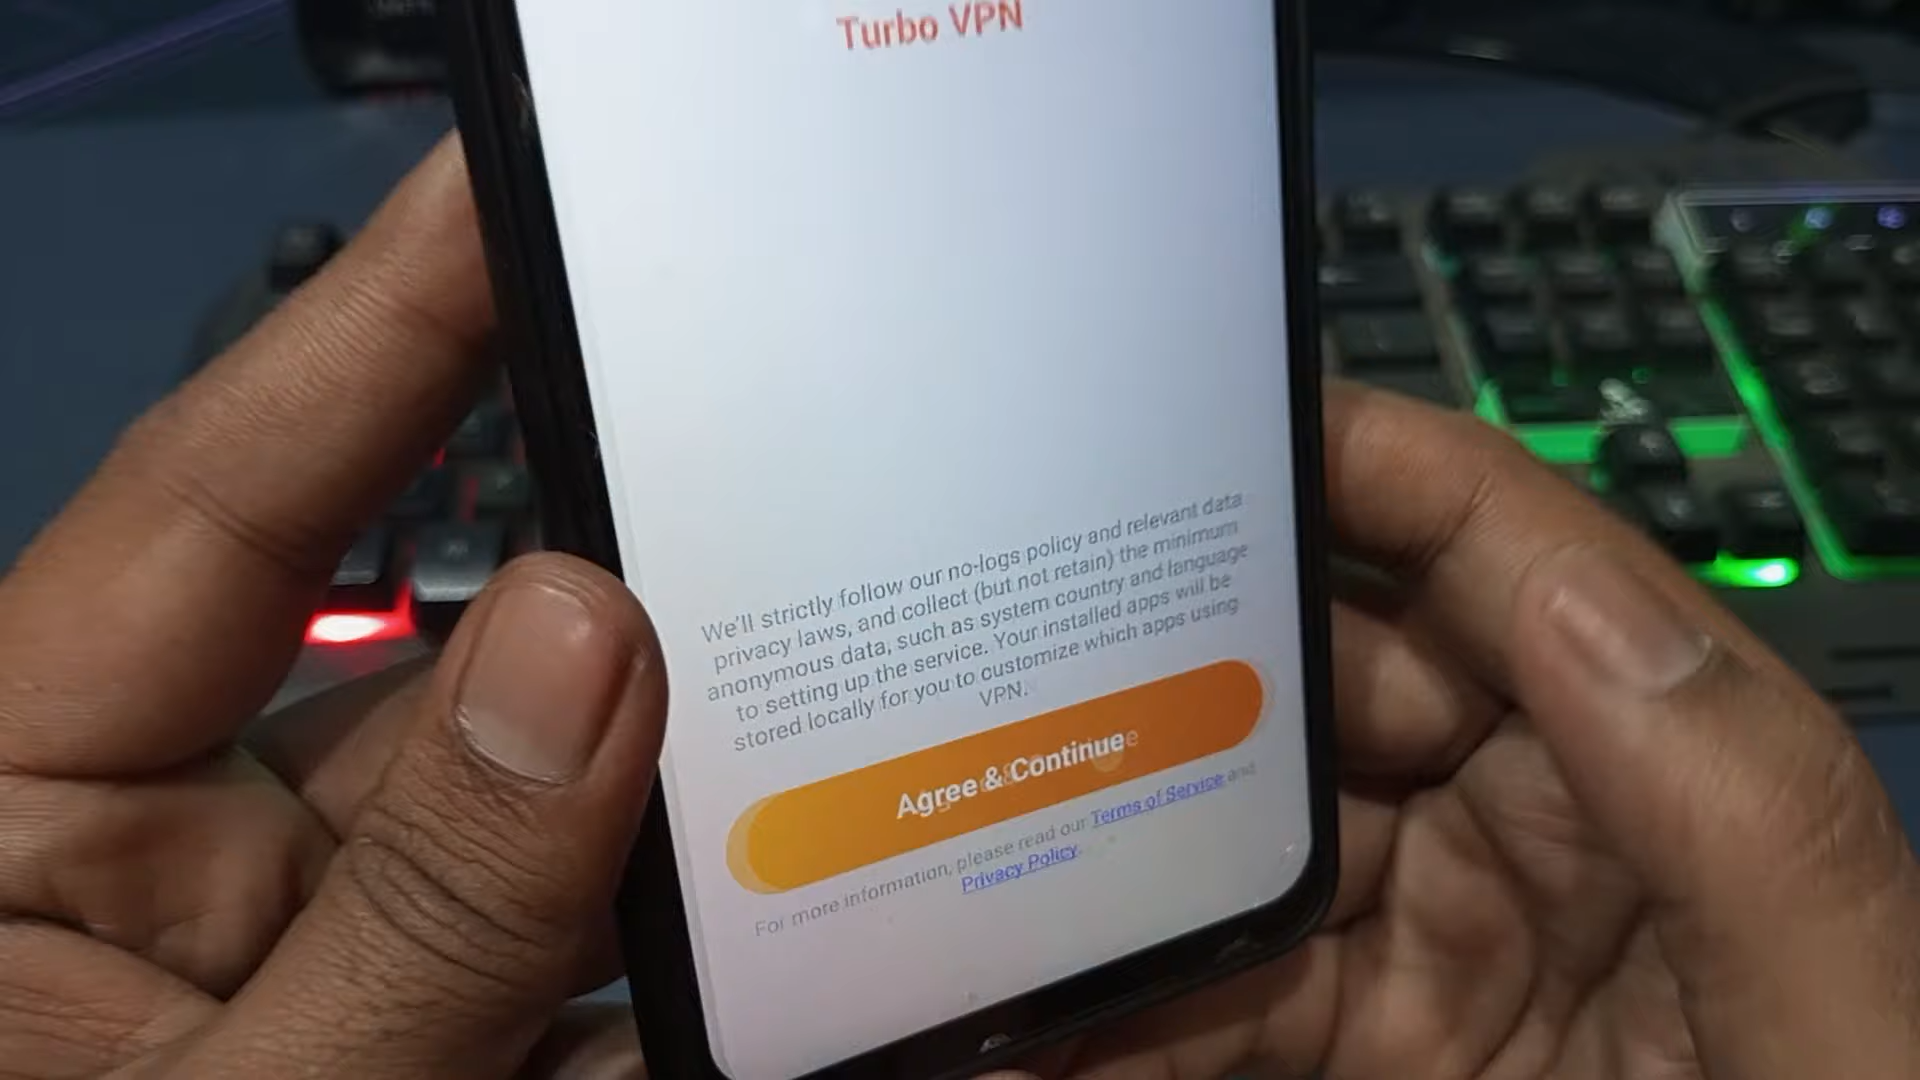 Turbo VPN
We'll strictly follow our no-logs policy and relevant data
privacy laws, and collect (but not retain) the minimum
anonymous data, such as system country and language
to setting up the service. Your installed apps will be
stored locally for you to customize which apps using
VPN.
Agree & Continue
For more information, please read our Terms of Service and
Privacy Policy.